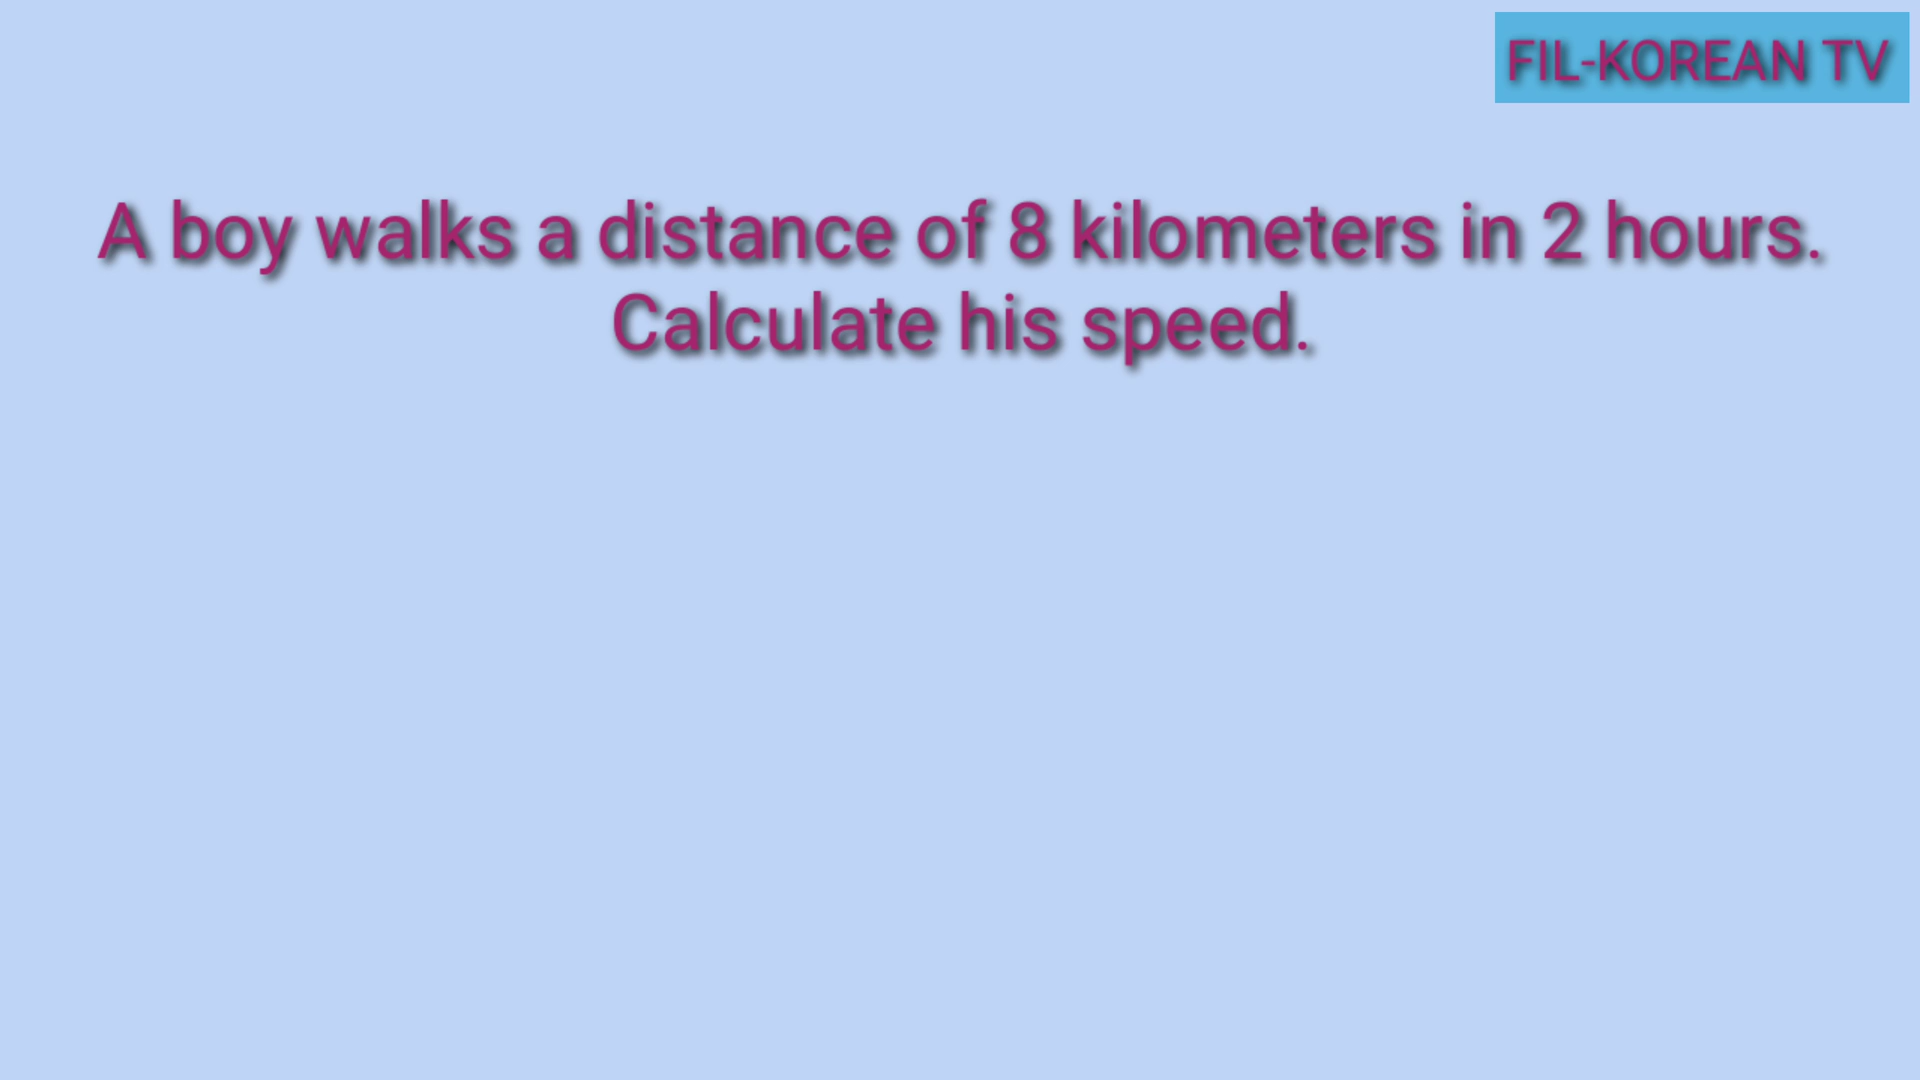 FIL-KOREAN TV
A boy walks a distance of 8 kilometers in 2 hours.
Calculate his speed.